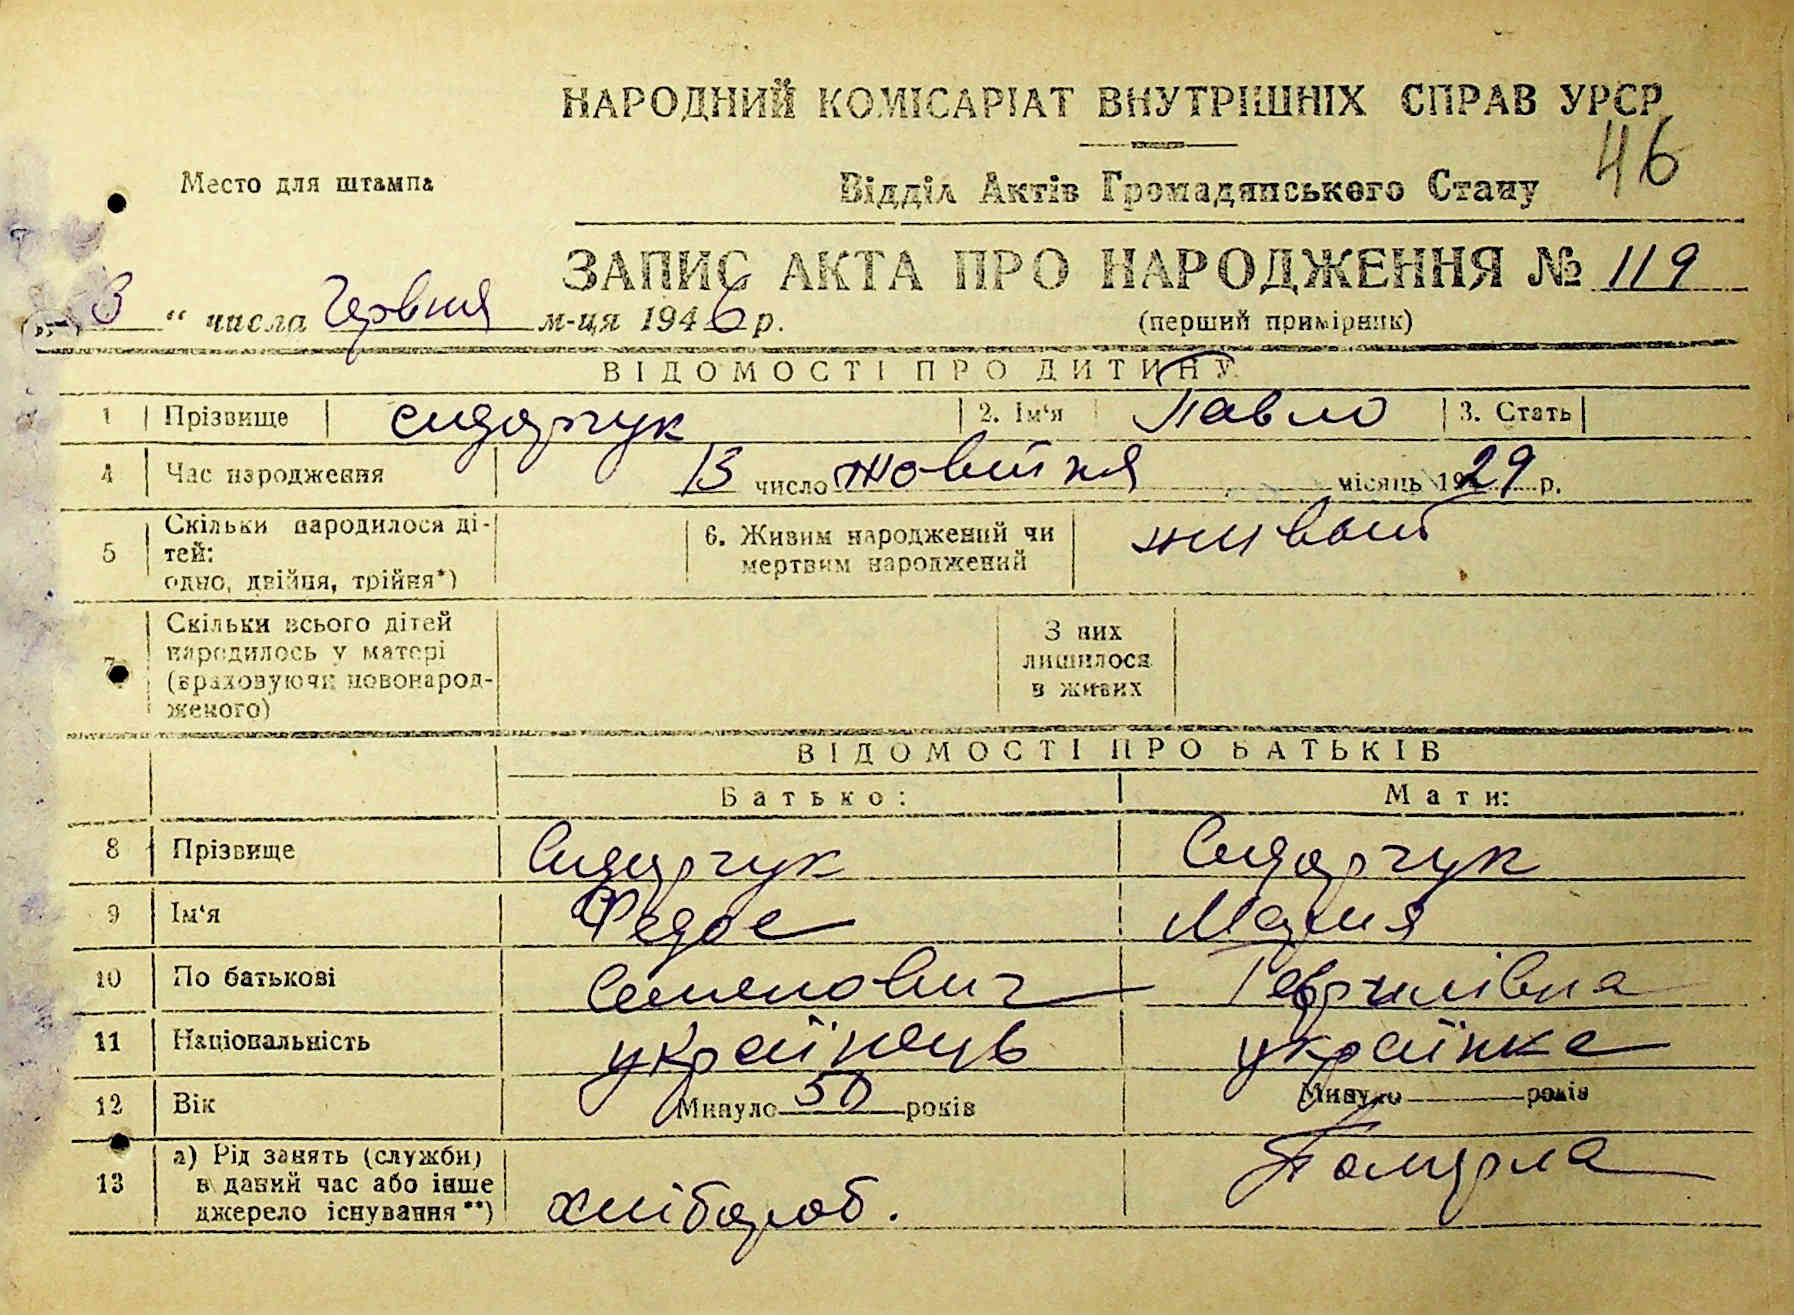 НАРОДНИЙ КОМІСАРІАТ ВНУТРІШНІХ СПРАВ УРСР
46
Место для штампа
Відділ Актів Громадянського Стану
ЗАПИС АКТА ПРО НАРОДЖЕННЯ № 119
3 " числа Червня м-ця 1946 р.
(перший примірник)
ВІДОМОСТІ ПРО ДИТИНУ
1 Прізвище Сидорчук 2. Ім'я Павло 3. Стать
4 Час народження 13 число жовтня місяць 1929 р.
5 Скільки народилося дітей: одно, двійня, трійня*) 6. Живим народжений чи мертвим народжений живым
7 Скільки всього дітей народилось у матері (враховуючи новонародженого) З них лишилося в живих
ВІДОМОСТІ ПРО БАТЬКІВ
Батько: Мати:
8 Прізвище Сидорчук Сидорчук
9 Ім'я Федос Марія
10 По батькові Семенович Гаврилівна
11 Національність українець українка
12 Вік Минуло 50 років Минуло років
13 а) Рід занять (служби) в даний час або інше джерело існування**) хлібороб. Померла